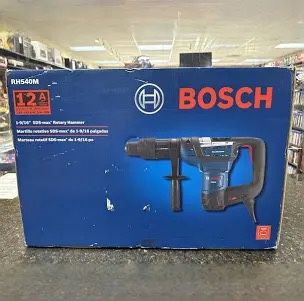 RH540M
12 A
BOSCH
1-9/16" SDS-max® Rotary Hammer
Martillo rotativo SDS-max® de 1-9/16 pulgadas
Marteau rotatif SDS-max® de 1-9/16 po